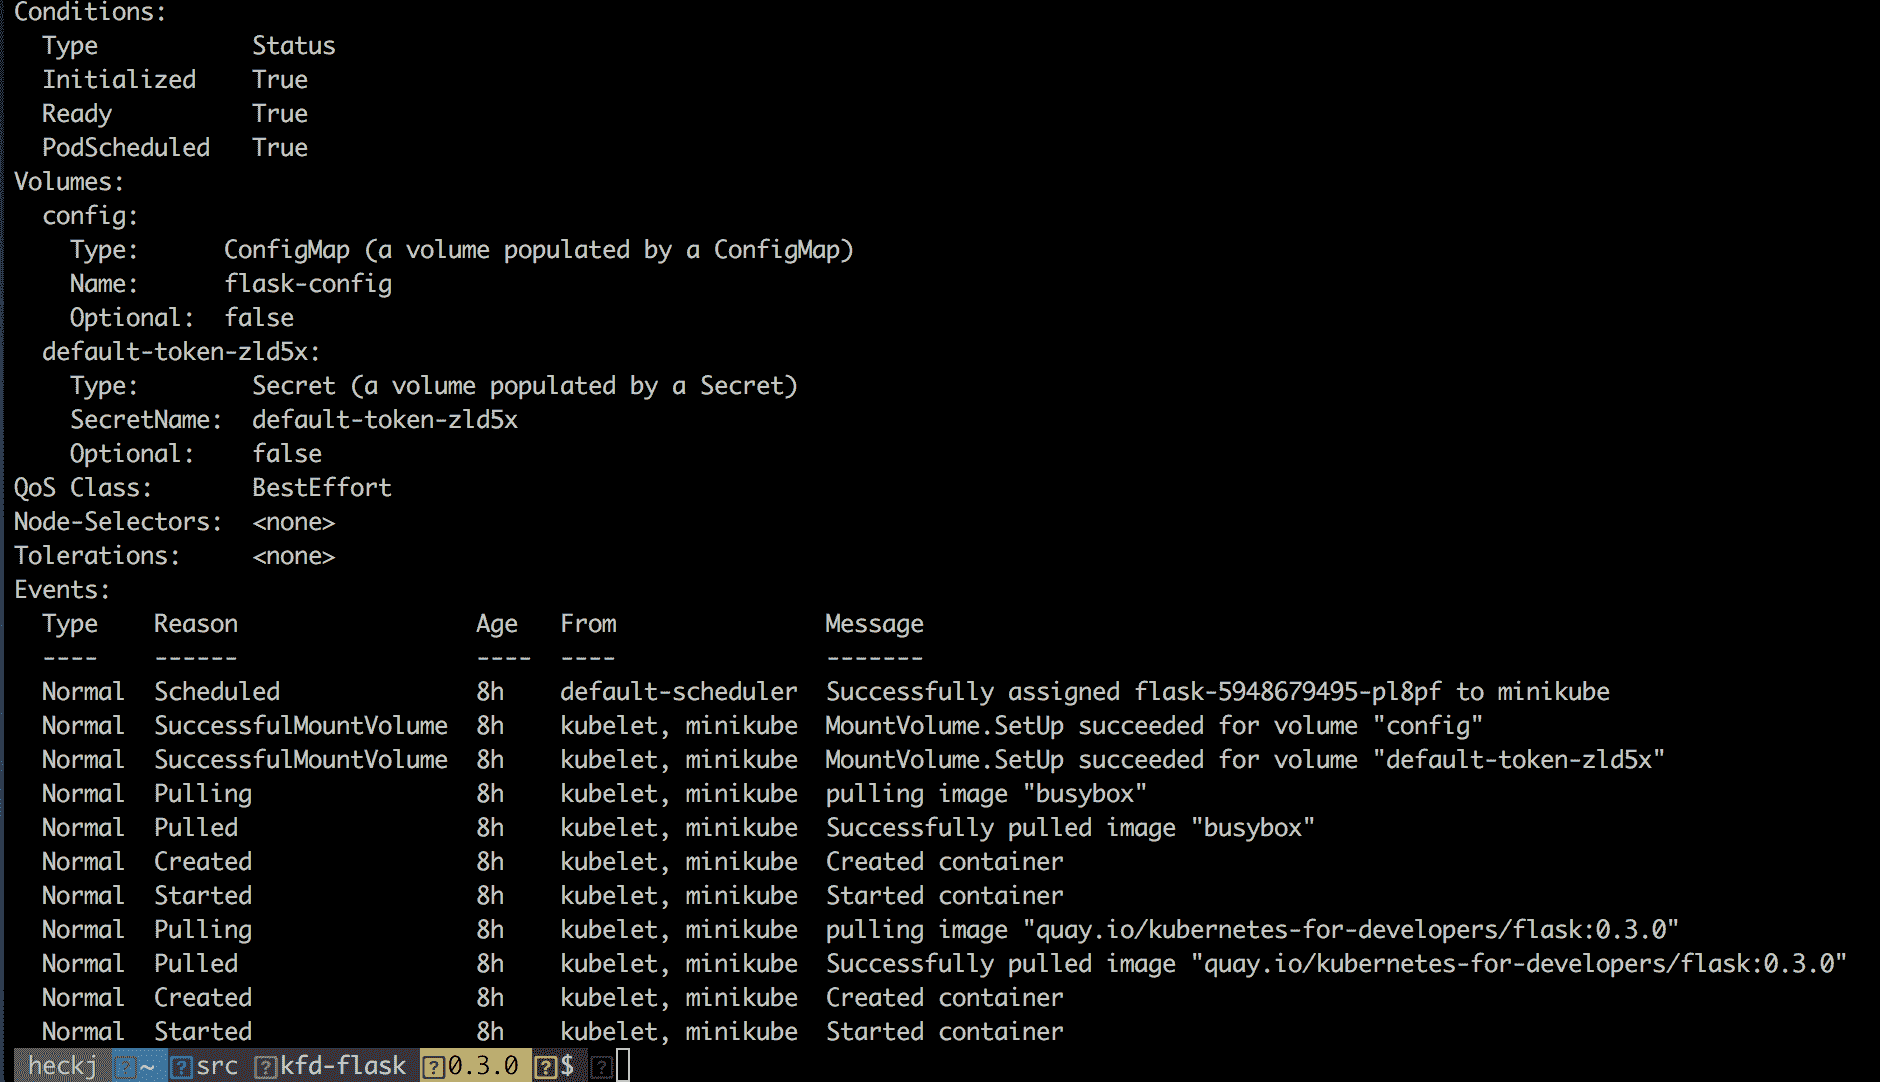 Conditions:
  Type           Status
  Initialized    True
  Ready          True
  PodScheduled   True
Volumes:
  config:
    Type:      ConfigMap (a volume populated by a ConfigMap)
    Name:      flask-config
    Optional:  false
  default-token-zld5x:
    Type:        Secret (a volume populated by a Secret)
    SecretName:  default-token-zld5x
    Optional:    false
QoS Class:       BestEffort
Node-Selectors:  <none>
Tolerations:     <none>
Events:
  Type    Reason                 Age   From               Message
  ----    ------                 ----  ----               -------
  Normal  Scheduled              8h    default-scheduler  Successfully assigned flask-5948679495-pl8pf to minikube
  Normal  SuccessfulMountVolume  8h    kubelet, minikube  MountVolume.SetUp succeeded for volume "config"
  Normal  SuccessfulMountVolume  8h    kubelet, minikube  MountVolume.SetUp succeeded for volume "default-token-zld5x"
  Normal  Pulling                8h    kubelet, minikube  pulling image "busybox"
  Normal  Pulled                 8h    kubelet, minikube  Successfully pulled image "busybox"
  Normal  Created                8h    kubelet, minikube  Created container
  Normal  Started                8h    kubelet, minikube  Started container
  Normal  Pulling                8h    kubelet, minikube  pulling image "quay.io/kubernetes-for-developers/flask:0.3.0"
  Normal  Pulled                 8h    kubelet, minikube  Successfully pulled image "quay.io/kubernetes-for-developers/flask:0.3.0"
  Normal  Created                8h    kubelet, minikube  Created container
  Normal  Started                8h    kubelet, minikube  Started container
 heckj ? ~ ? src ? kfd-flask ? 0.3.0 ? $ ?